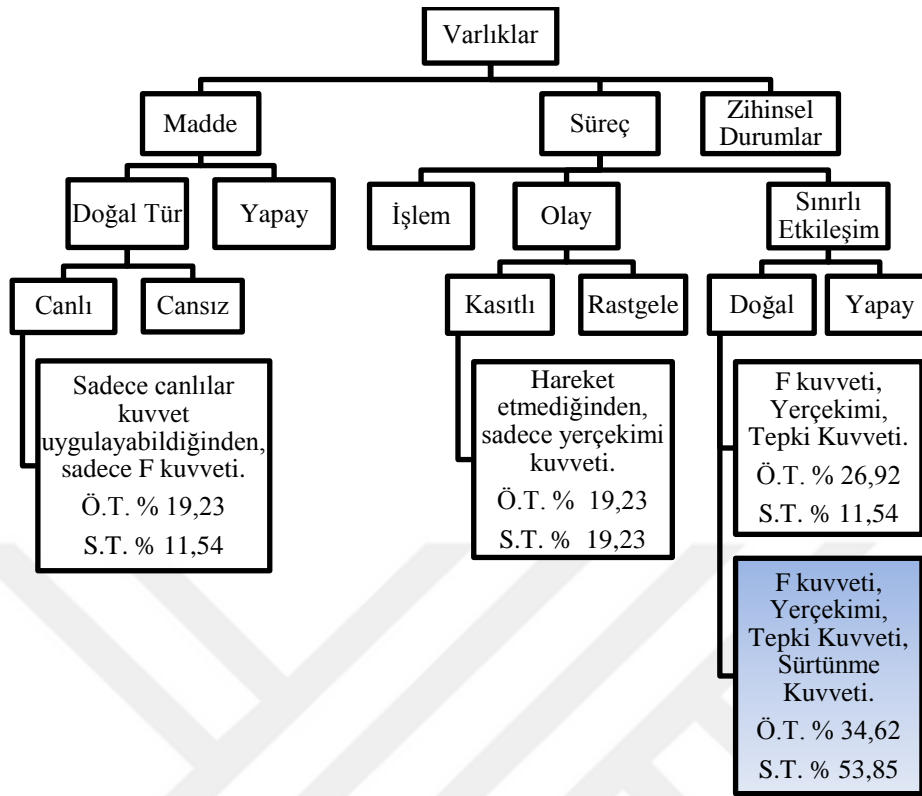 Varlıklar
Madde
Süreç
Zihinsel
Durumlar
Doğal Tür
Yapay
İşlem
Olay
Sınırlı
Etkileşim
Canlı
Cansız
Kasıtlı
Rastgele
Doğal
Yapay
Sadece canlılar
kuvvet
uygulayabildiğinden,
sadece F kuvveti.
Ö.T. % 19,23
S.T. % 11,54
Hareket
etmediğinden,
sadece yerçekimi
kuvveti.
Ö.T. % 19,23
S.T. % 19,23
F kuvveti,
Yerçekimi,
Tepki Kuvveti.
Ö.T. % 26,92
S.T. % 11,54
F kuvveti,
Yerçekimi,
Tepki Kuvveti,
Sürtünme
Kuvveti.
Ö.T. % 34,62
S.T. % 53,85